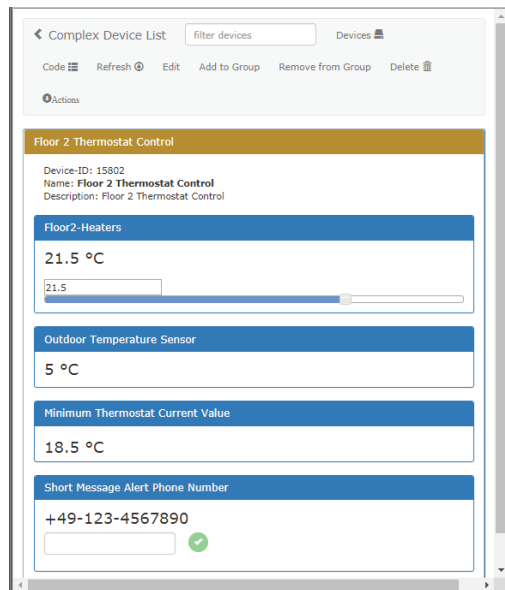 Complex Device List filter devices Devices
Code Refresh Edit Add to Group Remove from Group Delete
Actions
Floor 2 Thermostat Control
Device-ID: 15802
Name: Floor 2 Thermostat Control
Description: Floor 2 Thermostat Control
Floor2-Heaters
21.5 °C
21.5
Outdoor Temperature Sensor
5 °C
Minimum Thermostat Current Value
18.5 °C
Short Message Alert Phone Number
+49-123-4567890